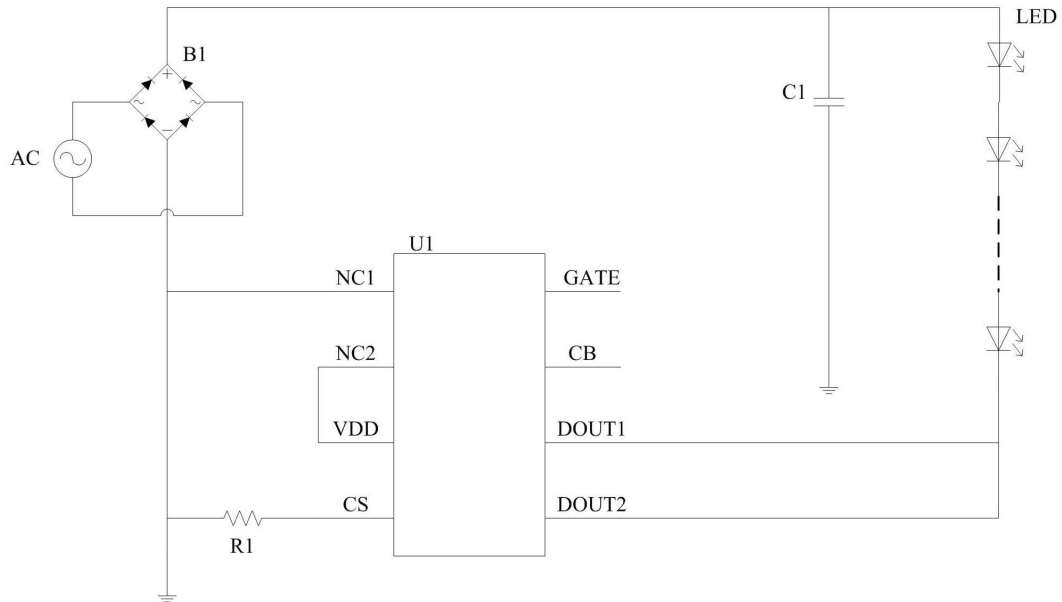 LED
B1
C1
AC
U1
NC1
GATE
NC2
CB
VDD
DOUT1
CS
DOUT2
R1